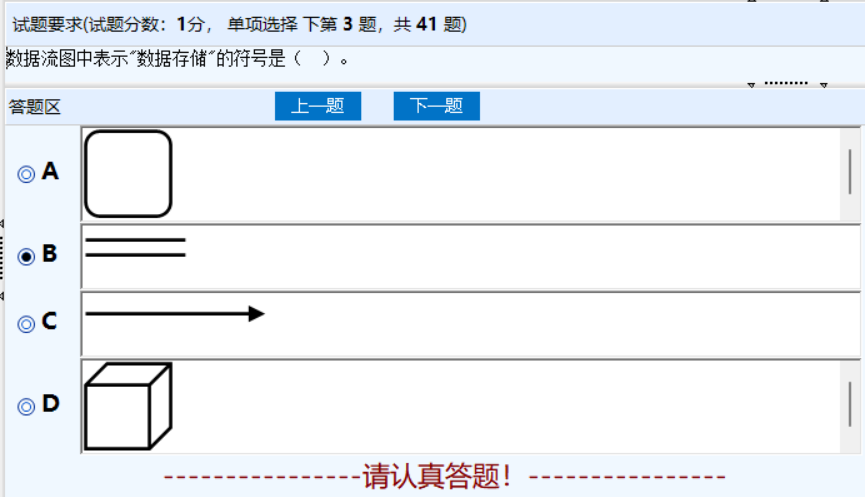 试题要求(试题分数：1分， 单项选择 下第 3 题，共 41 题)
数据流图中表示"数据存储"的符号是（　）。
答题区 上一题 下一题
A
B
C
D
----------------请认真答题！----------------